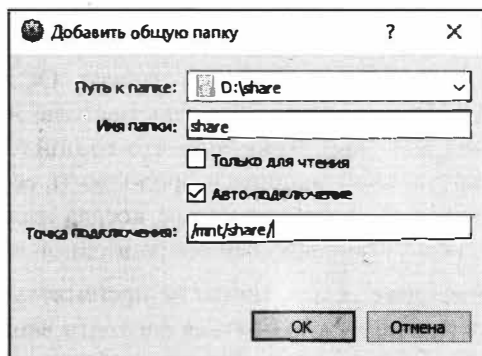 Добавить общую папку ? ×
Путь к папке: D:\share
Имя папки: share
Только для чтения
Авто-подключение
Точка подключения: /mnt/share/
OK Отмена